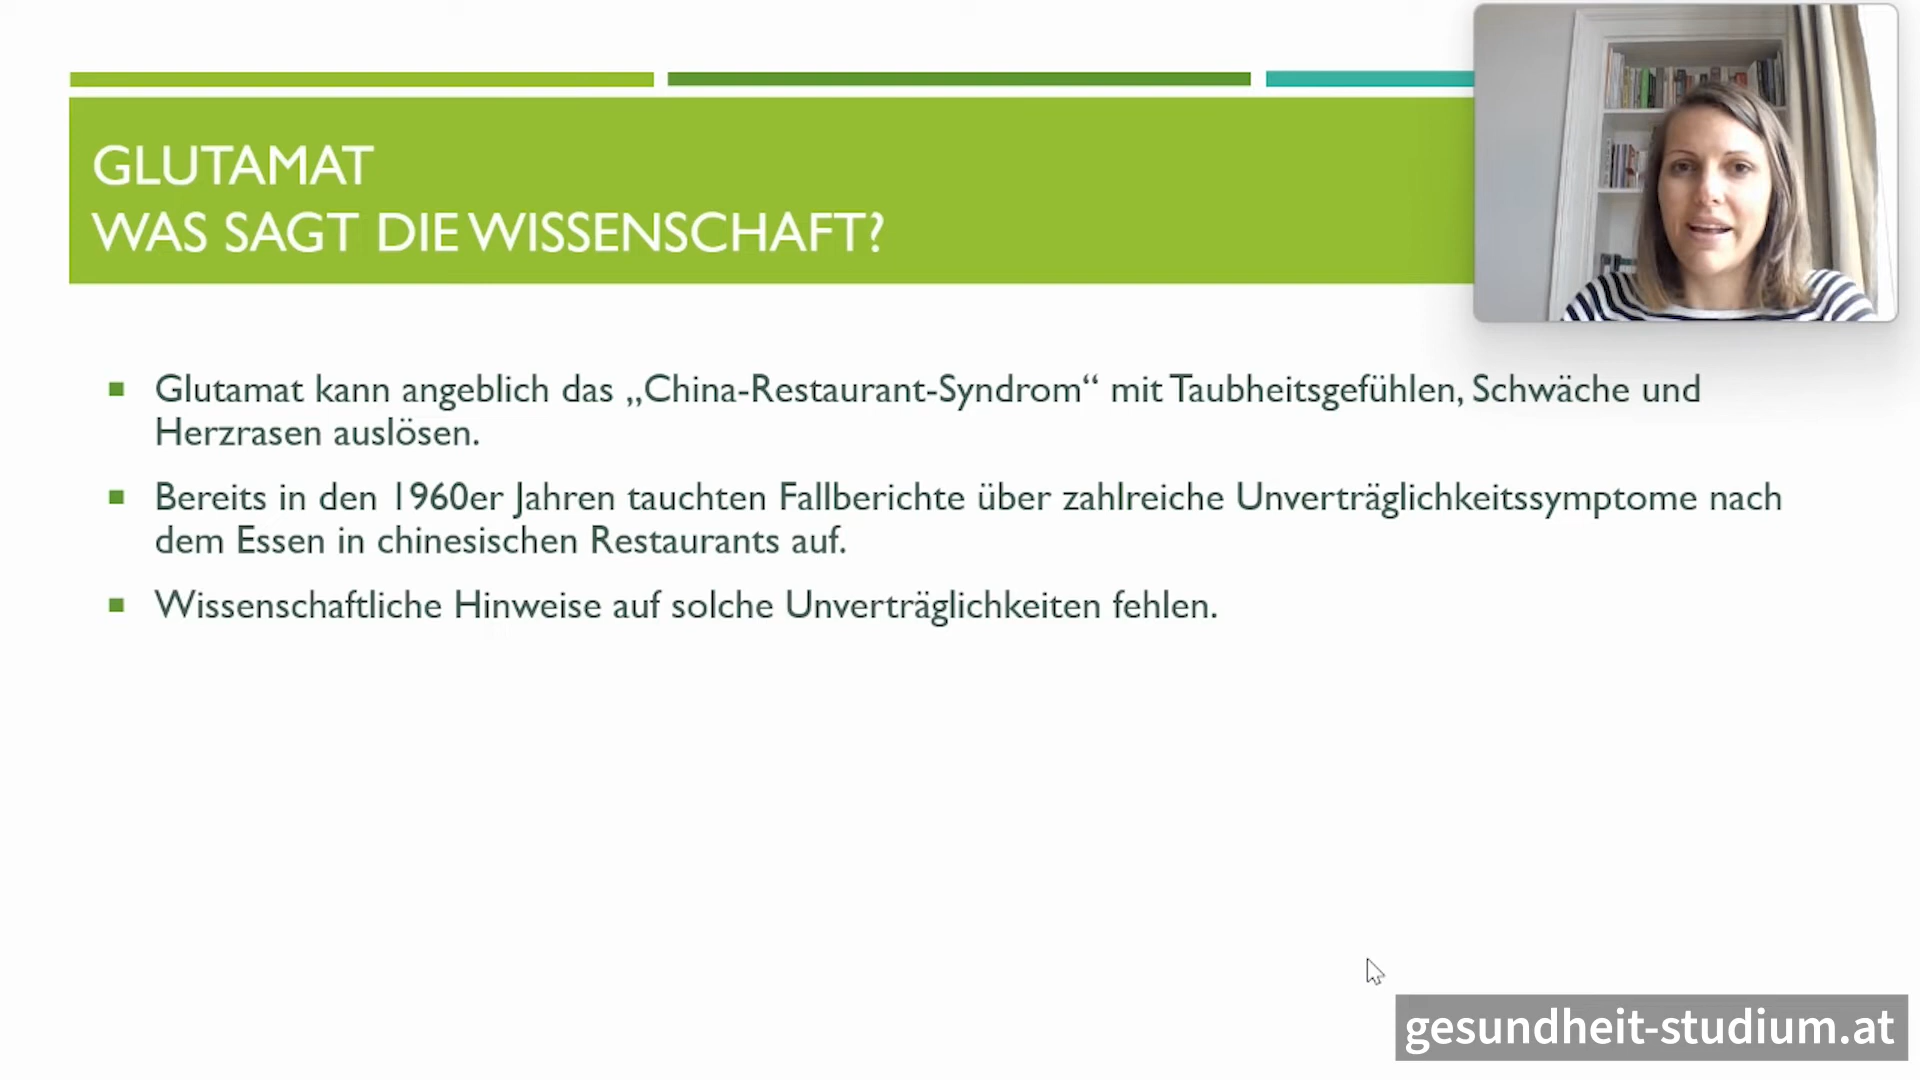 GLUTAMAT
WAS SAGT DIE WISSENSCHAFT?
Glutamat kann angeblich das „China-Restaurant-Syndrom“ mit Taubheitsgefühlen, Schwäche und
Herzrasen auslösen.
Bereits in den 1960er Jahren tauchten Fallberichte über zahlreiche Unverträglichkeitssymptome nach
dem Essen in chinesischen Restaurants auf.
Wissenschaftliche Hinweise auf solche Unverträglichkeiten fehlen.
gesundheit-studium.at